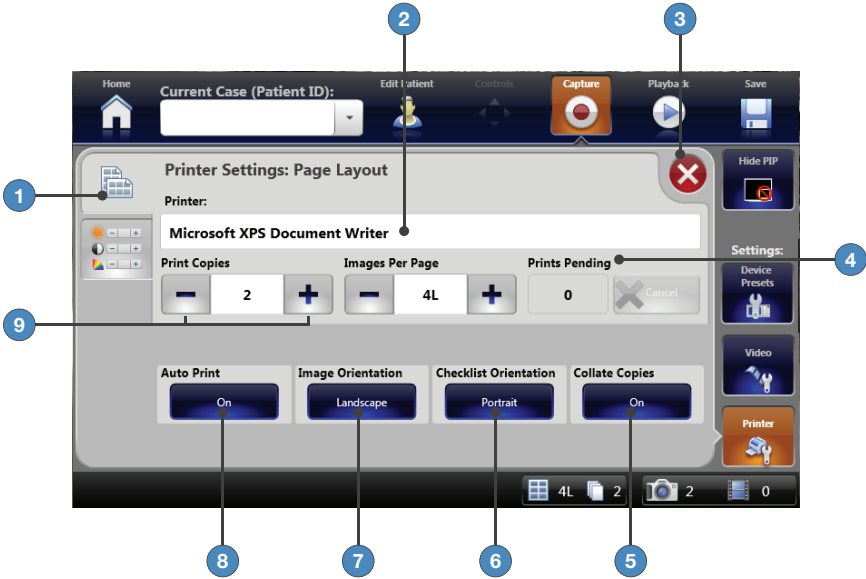 2
3
Home
Current Case (Patient ID):
Edit Patient
Controls
Capture
Playback
Save
Printer Settings: Page Layout
Hide PIP
1
Printer:
Microsoft XPS Document Writer
Settings:
Print Copies
Images Per Page
Prints Pending
4
Device
Presets
2
4L
0
Cancel
9
Video
Auto Print
Image Orientation
Checklist Orientation
Collate Copies
On
Landscape
Portrait
On
Printer
4L
2
2
0
8
7
6
5